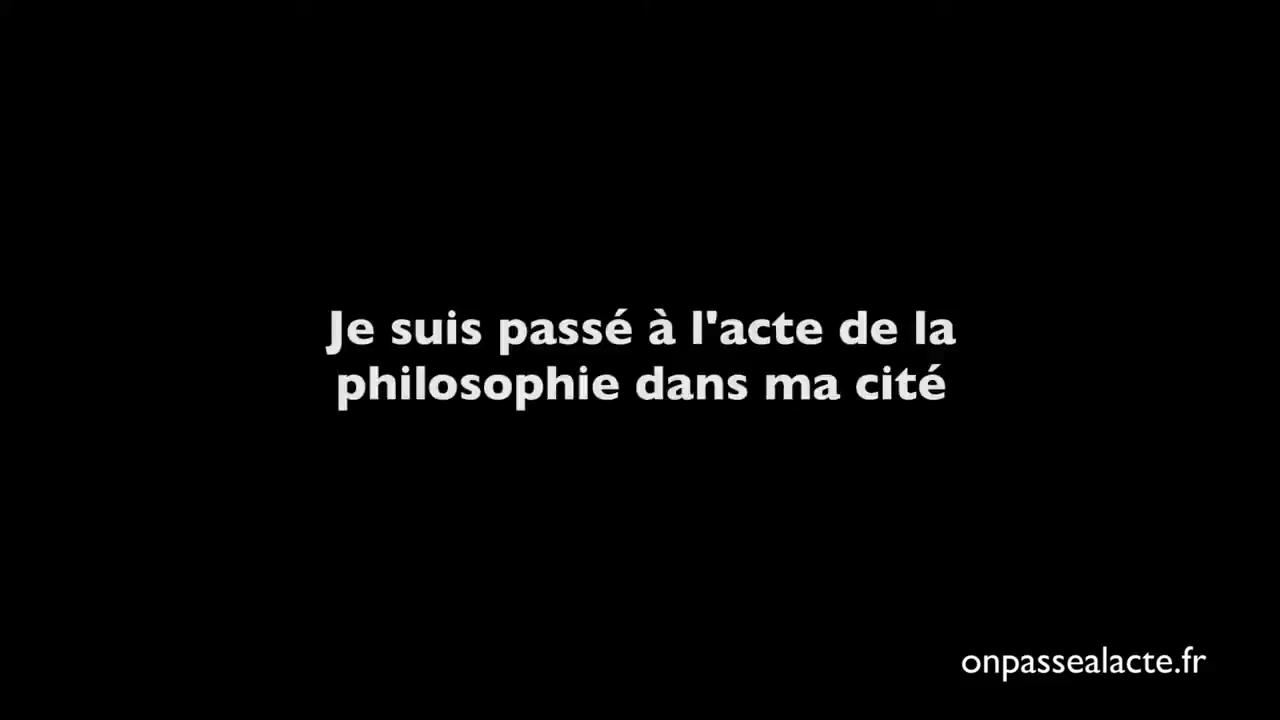 Je suis passé à l'acte de la
philosophie dans ma cité
onpassealacte.fr